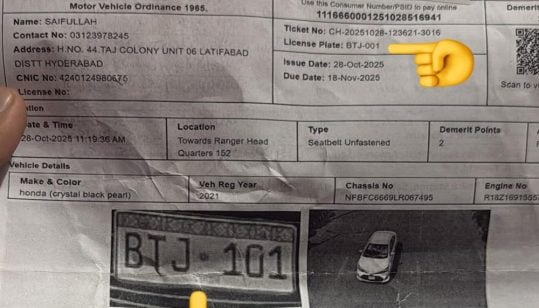 Motor Vehicle Ordinance 1965.
Use this Consumer Number/PSID to pay online
1116660001251028516941
Demerit
Name: SAIFULLAH
Contact No: 03123978245
Address: H.NO. 44.TAJ COLONY UNIT 06 LATIFABAD
DISTT HYDERABAD
CNIC No: 4240124980675
License No:
Ticket No: CH-20251028-123621-3016
License Plate: BTJ-001
Issue Date: 28-Oct-2025
Due Date: 18-Nov-2025
Scan to
Date & Time
28-Oct-2025 11:19:36 AM
Location
Towards Ranger Head
Quarters 152
Type
Seatbelt Unfastened
Demerit Points
2
Vehicle Details
Make & Color
honda (crystal black pearl)
Veh Reg Year
2021
Chassis No
NFBFC6669LR067495
Engine No
BTJ 101